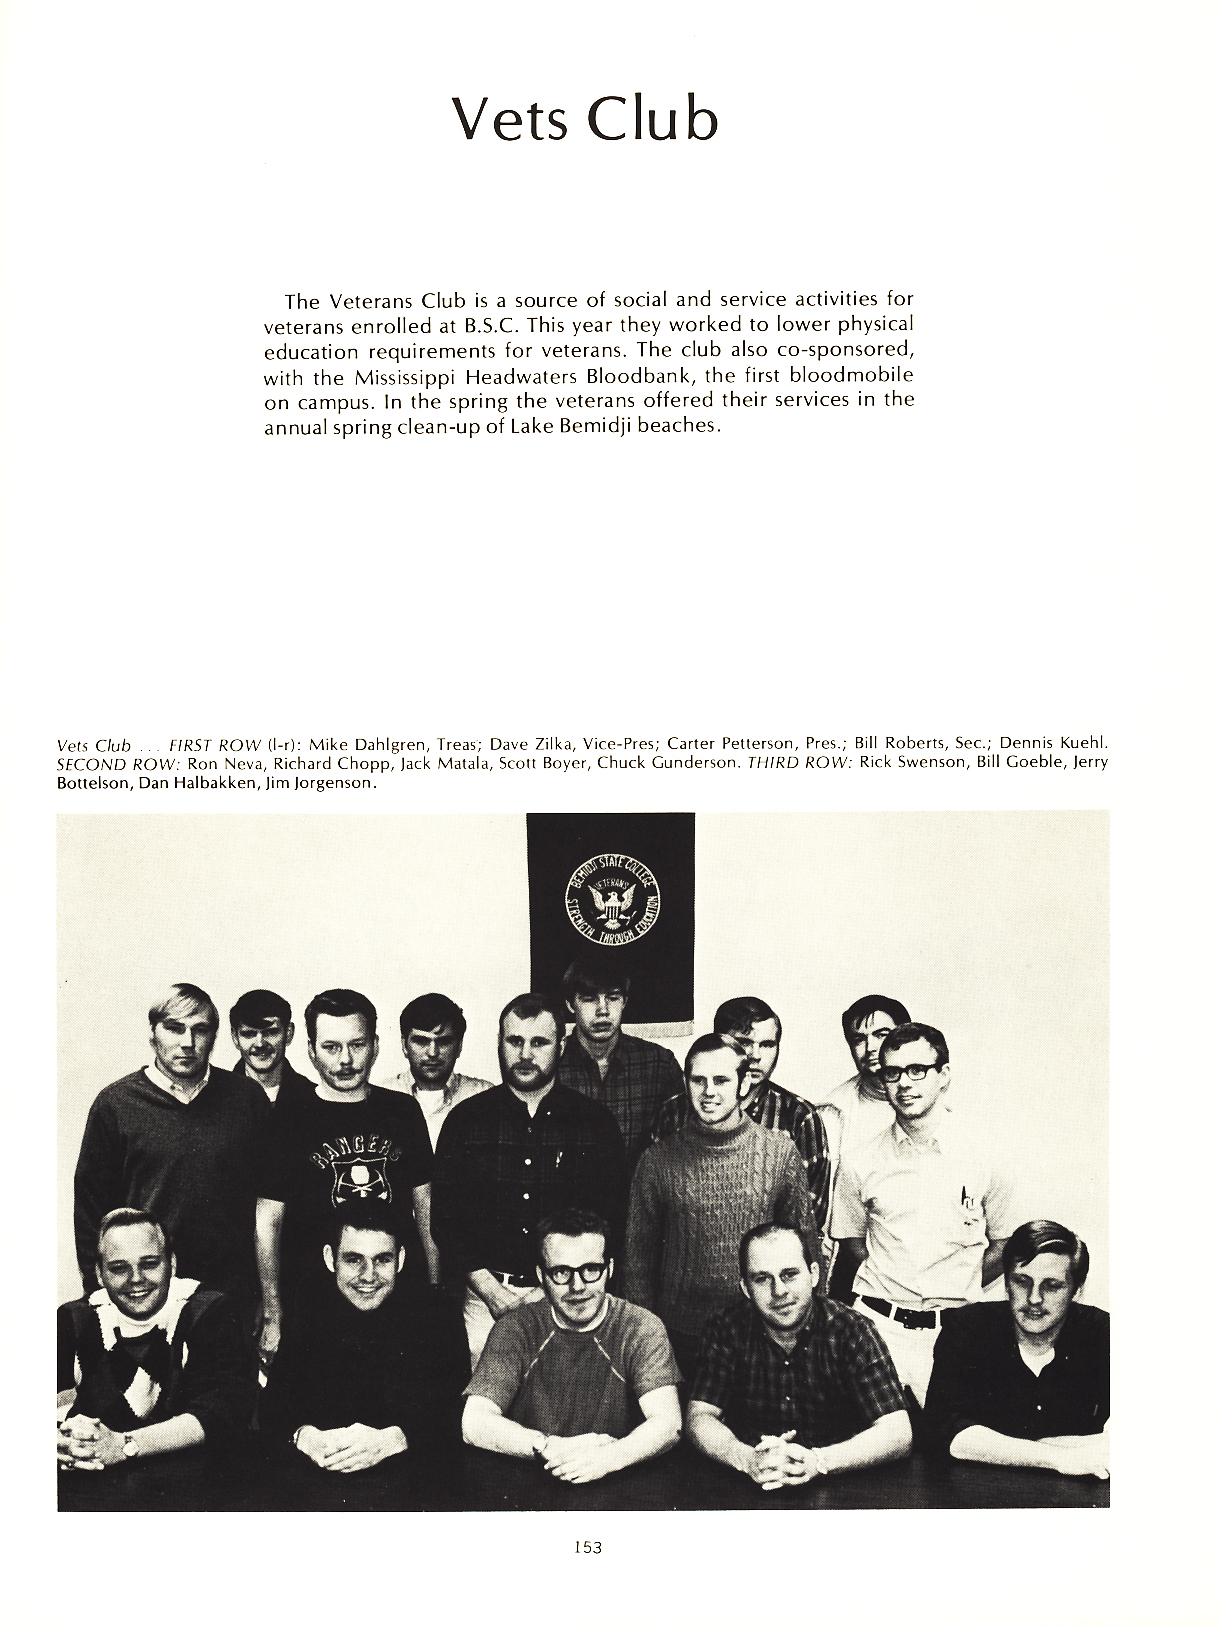 Vets Club
The Veterans Club is a source of social and service activities for
veterans enrolled at B.S.C. This year they worked to lower physical
education requirements for veterans. The club also co-sponsored,
with the Mississippi Headwaters Bloodbank, the first bloodmobile
on campus. In the spring the veterans offered their services in the
annual spring clean-up of Lake Bemidji beaches.
Vets Club ... FIRST ROW (l-r): Mike Dahlgren, Treas; Dave Zilka, Vice-Pres; Carter Petterson, Pres.; Bill Roberts, Sec.; Dennis Kuehl.
SECOND ROW: Ron Neva, Richard Chopp, Jack Matala, Scott Boyer, Chuck Gunderson. THIRD ROW: Rick Swenson, Bill Goeble, Jerry
Bottelson, Dan Halbakken, Jim Jorgenson.
BEMIDJI STATE COLLEGE
VETERANS
STRENGTH THROUGH EDUCATION
RANGERS
153